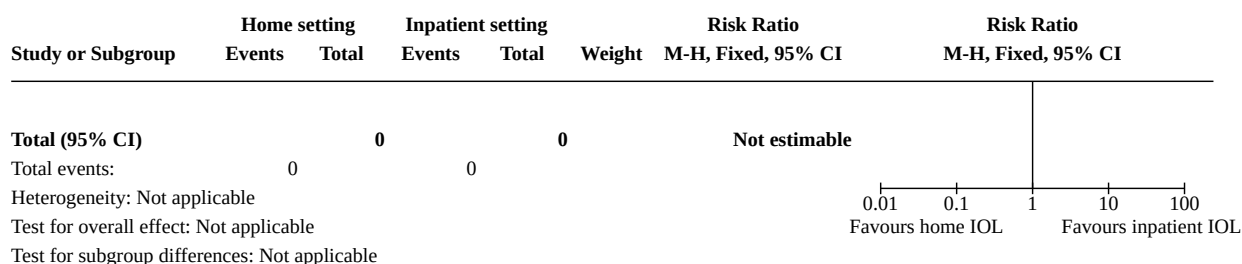 Home setting Inpatient setting Risk Ratio Risk Ratio
Study or Subgroup Events Total Events Total Weight M-H, Fixed, 95% CI M-H, Fixed, 95% CI
Total (95% CI) 0 0 Not estimable
Total events: 0 0
Heterogeneity: Not applicable
0.01 0.1 1 10 100
Test for overall effect: Not applicable Favours home IOL Favours inpatient IOL
Test for subgroup differences: Not applicable